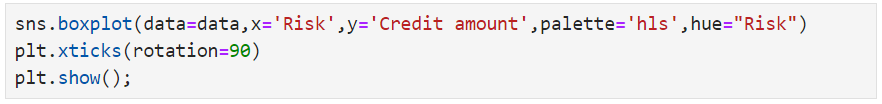 sns.boxplot(data=data,x='Risk',y='Credit amount',palette='hls',hue="Risk")
plt.xticks(rotation=90)
plt.show();